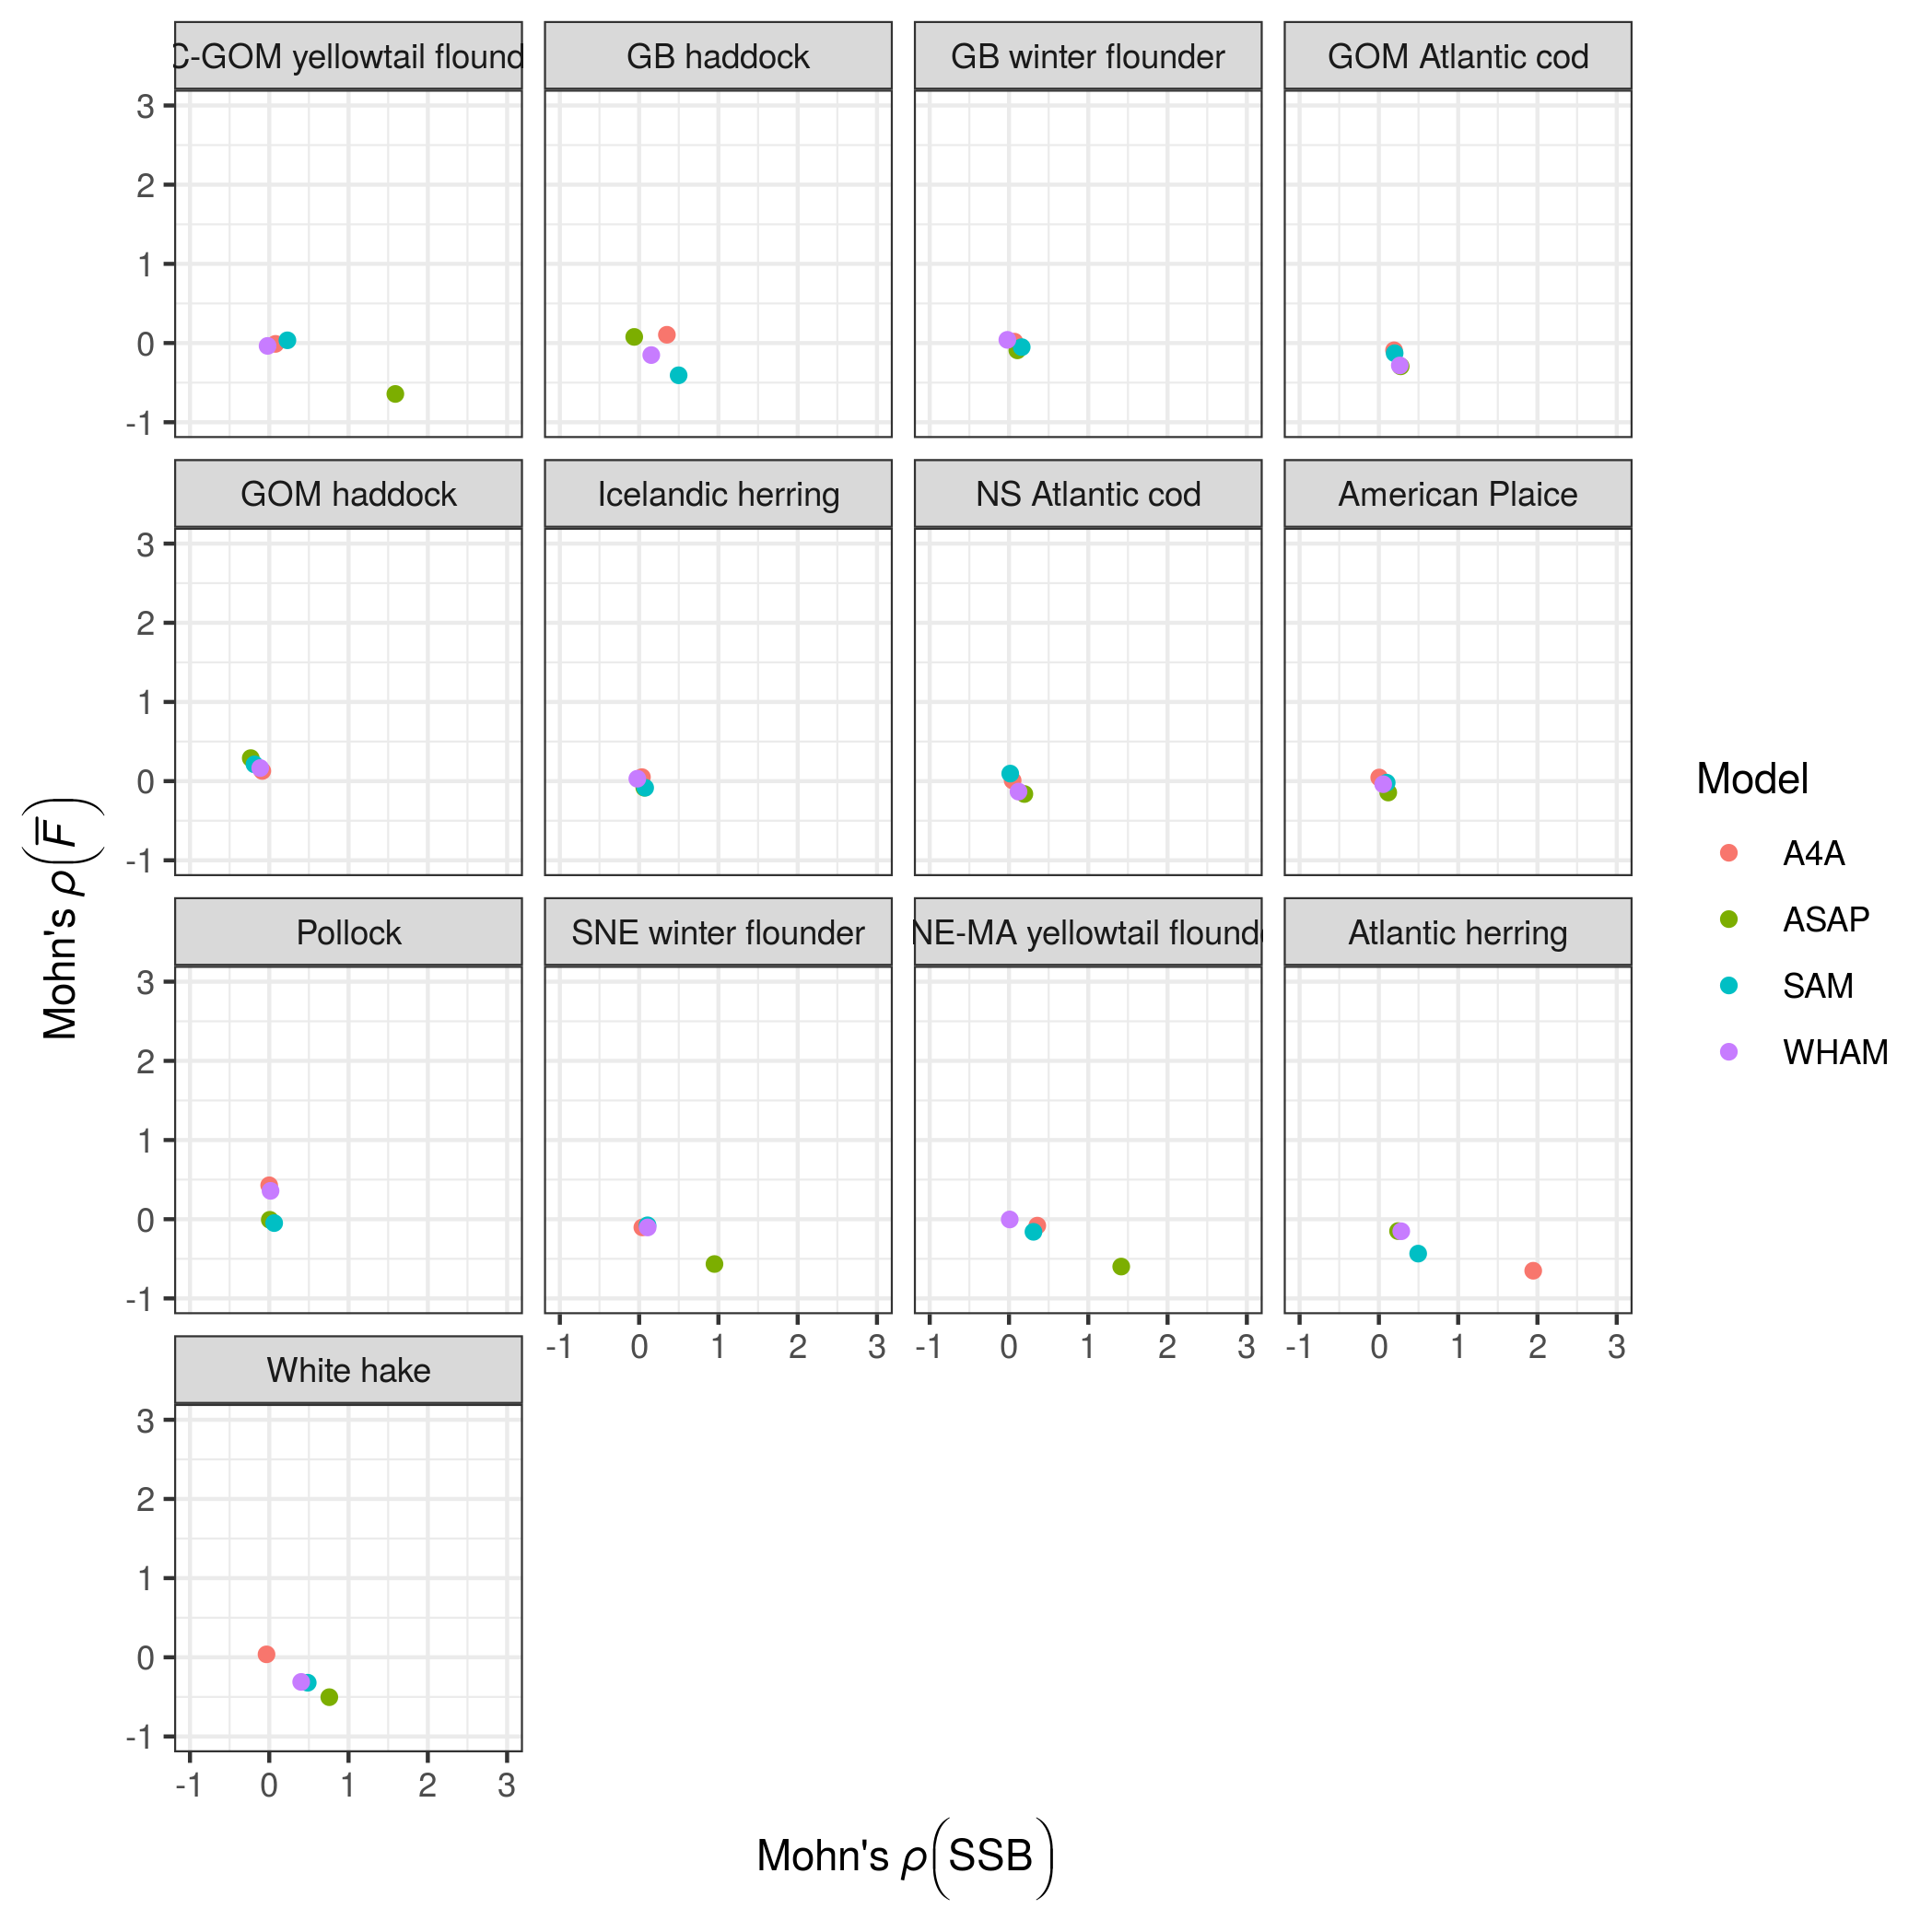 C-GOM yellowtail flound
GB haddock
GB winter flounder
GOM Atlantic cod
3
2
1
0
-1
GOM haddock
Icelandic herring
NS Atlantic cod
American Plaice
3
2
1
0
-1
Pollock
SNE winter flounder
NE-MA yellowtail flound
Atlantic herring
3
2
1
0
-1
-1 0 1 2 3
-1 0 1 2 3
-1 0 1 2 3
White hake
3
2
1
0
-1
-1 0 1 2 3
Mohn's ρ(F̅)
Mohn's ρ(SSB)
Model
A4A
ASAP
SAM
WHAM